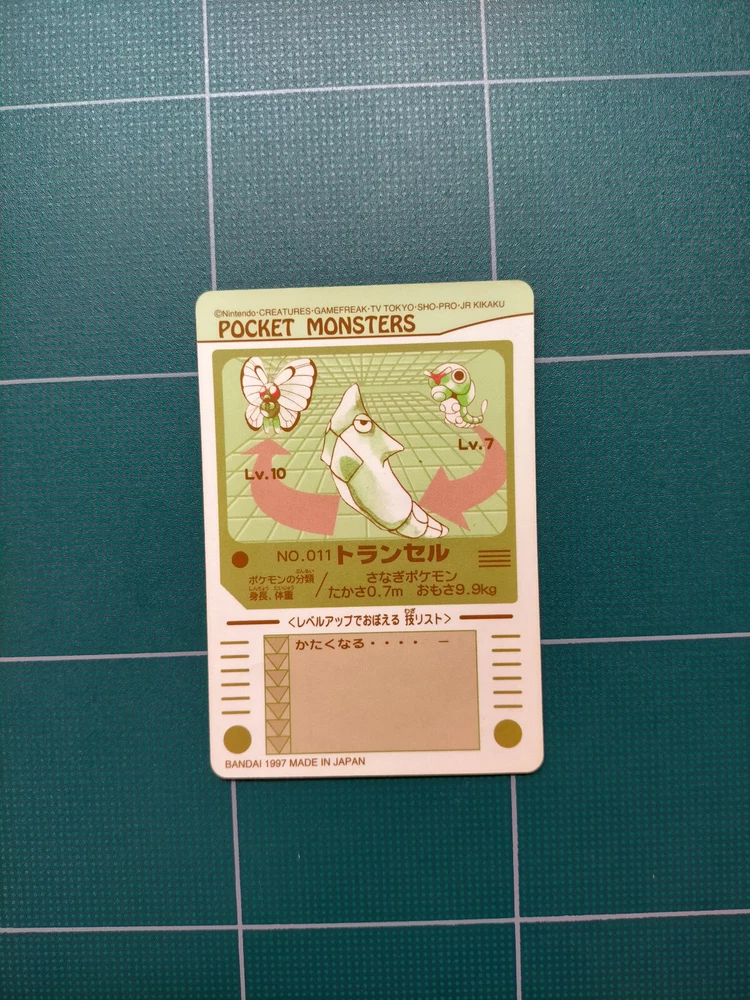 ©Nintendo・CREATURES・GAMEFREAK・TV TOKYO・SHO-PRO・JR KIKAKU
POCKET MONSTERS
Lv.7
Lv.10
NO.011 トランセル
ポケモンの分類 さなぎポケモン
身長、体重 たかさ0.7m おもさ9.9kg
＜レベルアップでおぼえる 技リスト＞
かたくなる・・・・ ー
BANDAI 1997 MADE IN JAPAN